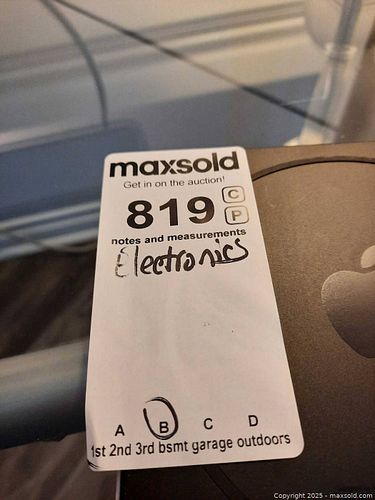 maxsold
Get in on the auction!
819 C
P
notes and measurements
Electronics
A B C D
1st 2nd 3rd bsmt garage outdoors
Copyright 2025 - maxsold.com